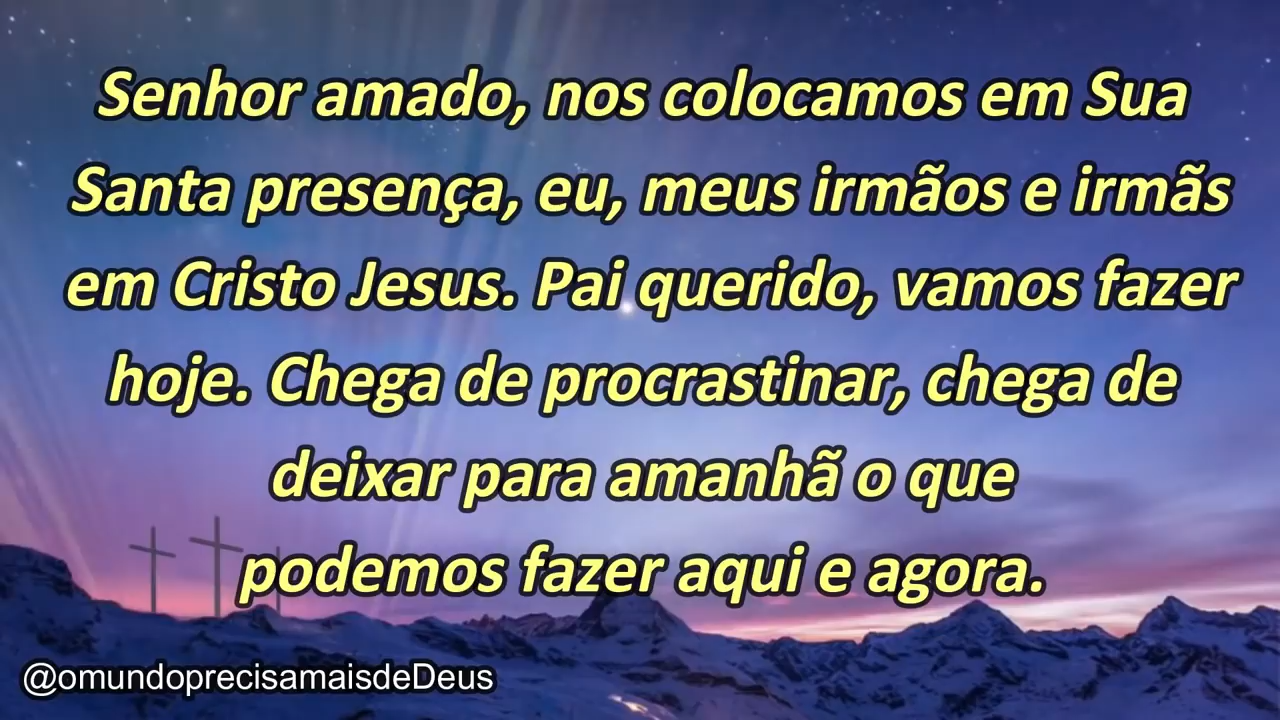 Senhor amado, nos colocamos em Sua
Santa presença, eu, meus irmãos e irmãs
em Cristo Jesus. Pai querido, vamos fazer
hoje. Chega de procrastinar, chega de
deixar para amanhã o que
podemos fazer aqui e agora.
@omundoprecisamaisdeDeus